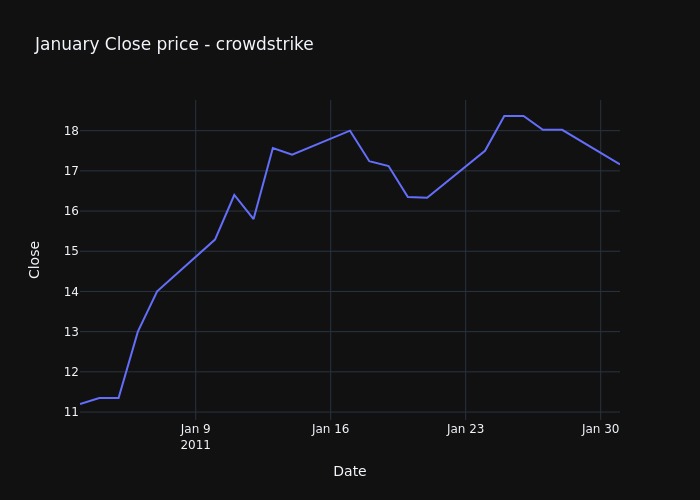 January Close price - crowdstrike
18
17
16
15
14
13
12
11
Close
Jan 9
2011
Jan 16
Jan 23
Jan 30
Date